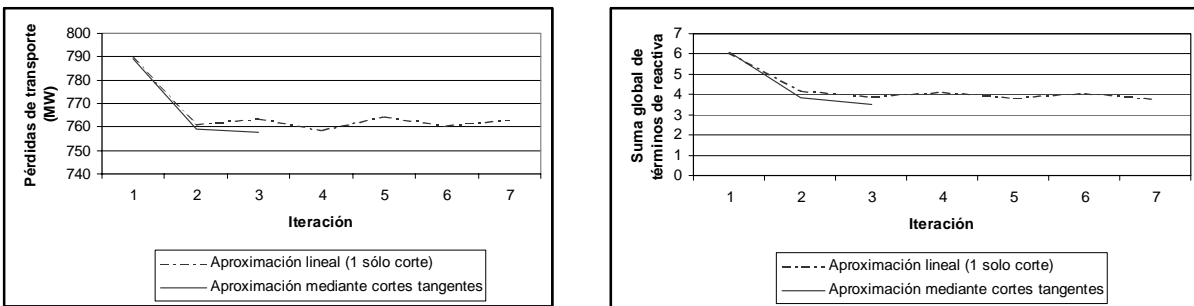 Pérdidas de transporte
(MW)
800
790
780
770
760
750
740
1 2 3 4 5 6 7
Iteración
Aproximación lineal (1 sólo corte)
Aproximación mediante cortes tangentes
Suma global de
términos de reactiva
7
6
5
4
3
2
1
0
1 2 3 4 5 6 7
Iteración
Aproximación lineal (1 solo corte)
Aproximación mediante cortes tangentes